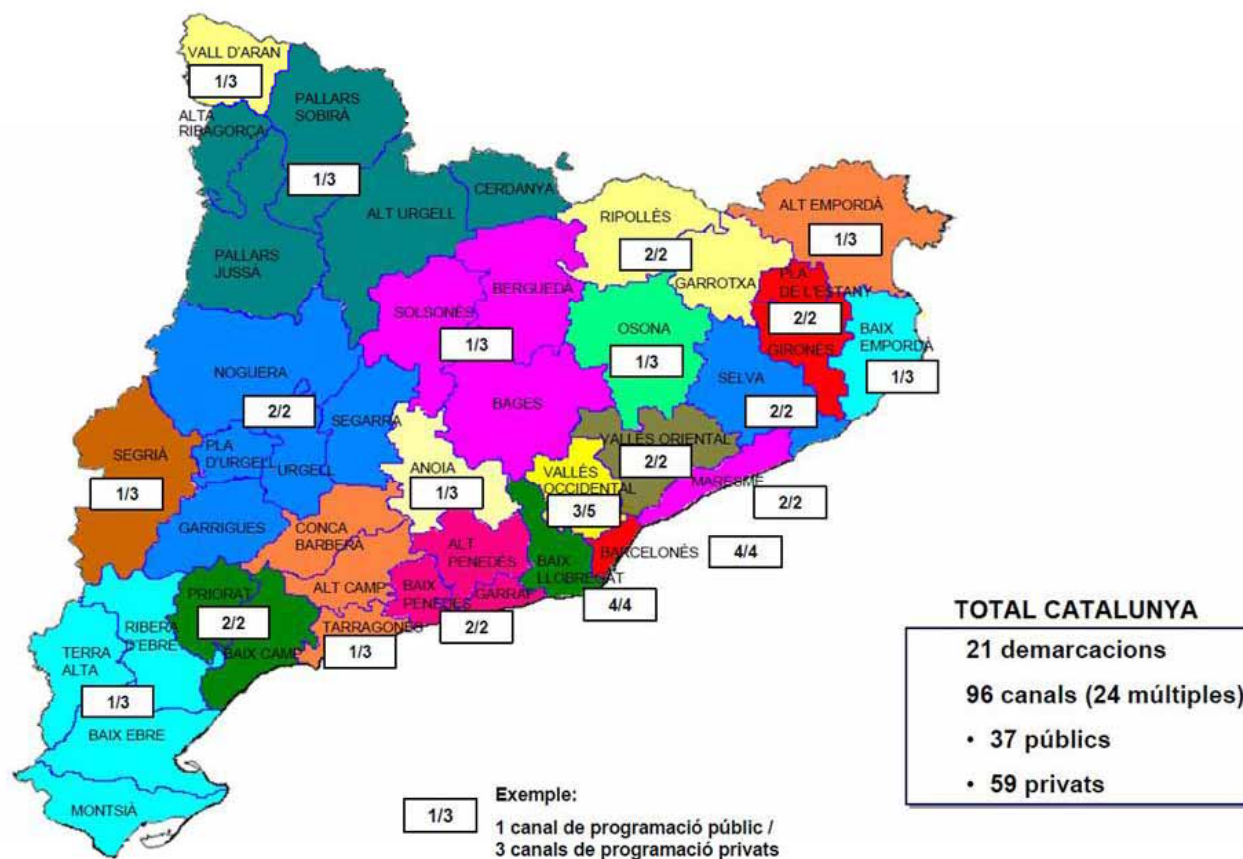 VALL D'ARAN
1/3
PALLARS
SOBIRÀ
ALTA
RIBAGORÇA
1/3
CERDANYA
ALT URGELL
PALLARS
JUSSÀ
RIPOLLÈS
2/2
GARROTXA
ALT EMPORDÀ
1/3
PLA
DE L'ESTANY
2/2
GIRONÈS
BAIX
EMPORDÀ
1/3
BERGUEDÀ
SOLSONÈS
1/3
BAGES
OSONA
1/3
SELVA
2/2
NOGUERA
2/2
SEGARRA
PLA
D'URGELL
URGELL
GARRIGUES
SEGRIÀ
1/3
ANOIA
1/3
VALLÈS ORIENTAL
2/2
VALLÈS
OCCIDENTAL
3/5
MARESME
2/2
BARCELONÈS
4/4
BAIX
LLOBREGAT
4/4
CONCA
BARBERÀ
ALT CAMP
TARRAGONÈS
1/3
ALT
PENEDÈS
BAIX
PENEDÈS
GARRAF
2/2
PRIORAT
2/2
BAIX CAMP
RIBERA
D'EBRE
TERRA
ALTA
1/3
BAIX EBRE
MONTSIÀ
1/3
Exemple:
1 canal de programació públic /
3 canals de programació privats
TOTAL CATALUNYA
21 demarcacions
96 canals (24 múltiples)
• 37 públics
• 59 privats